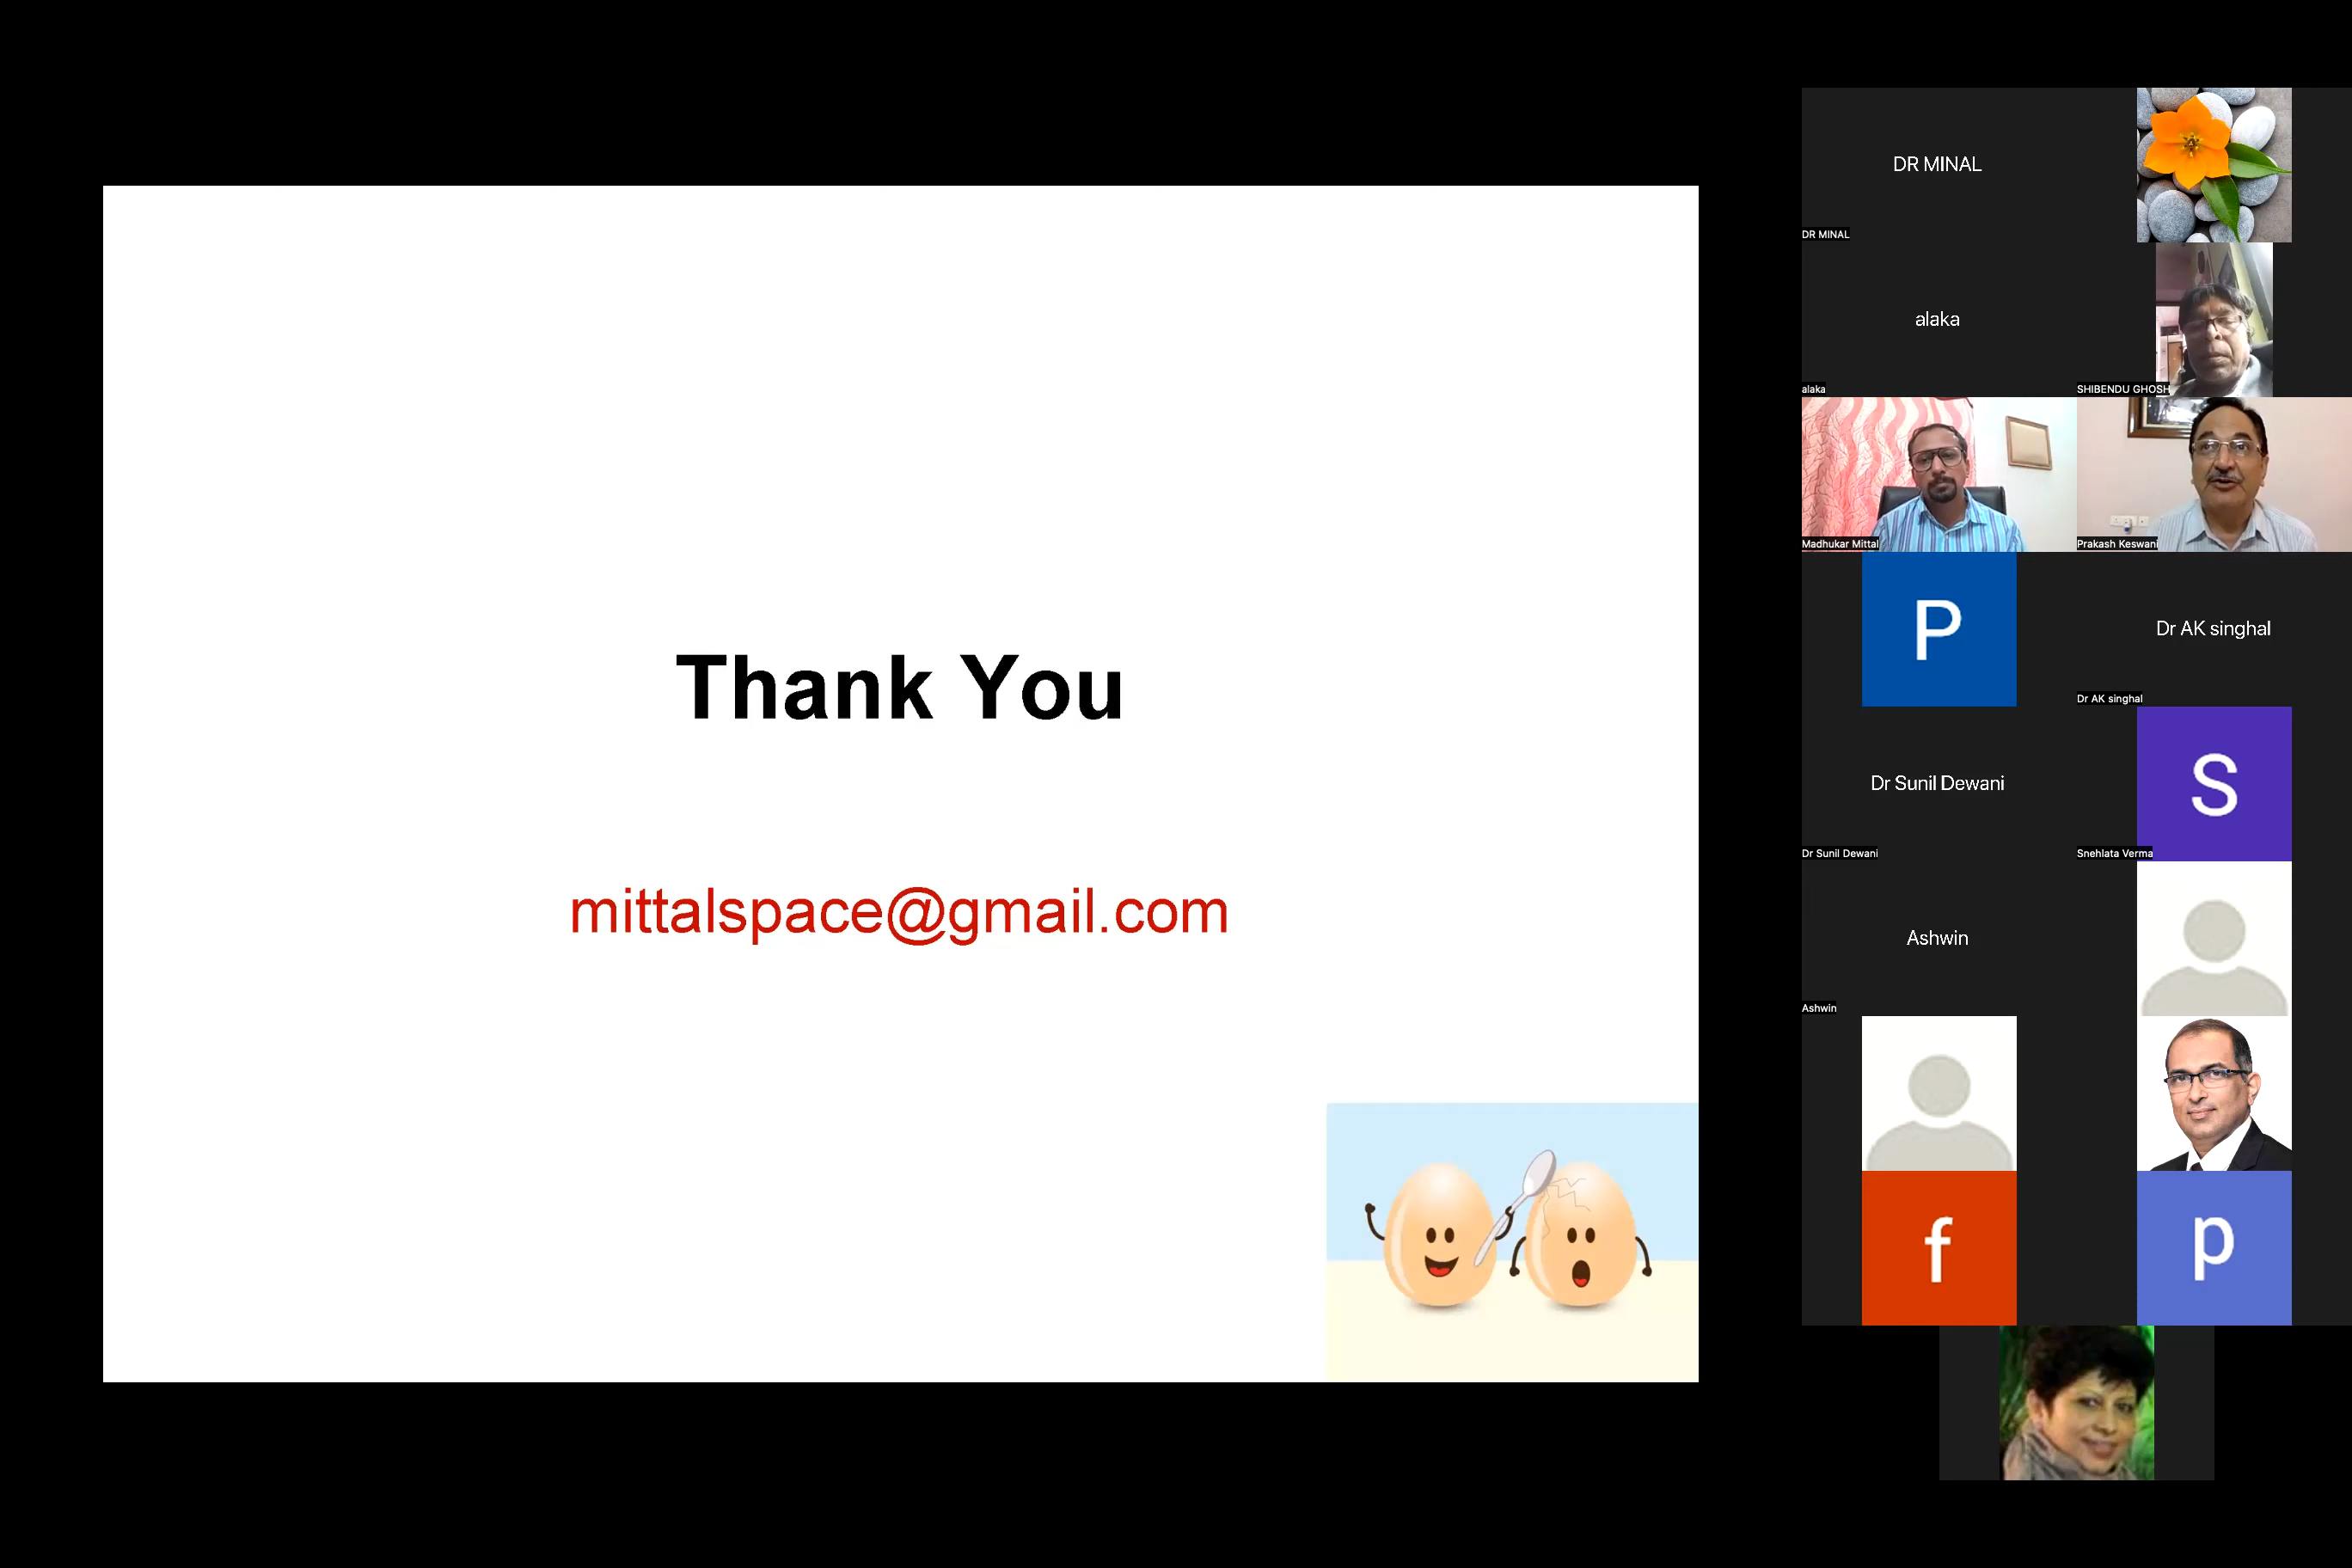 Thank You
mittalspace@gmail.com
DR MINAL
DR MINAL
alaka
alaka
SHIBENDU GHOSH
Madhukar Mittal
Prakash Keswani
P
Dr AK singhal
Dr AK singhal
Dr Sunil Dewani
Dr Sunil Dewani
S
Snehlata Verma
Ashwin
Ashwin
f
p